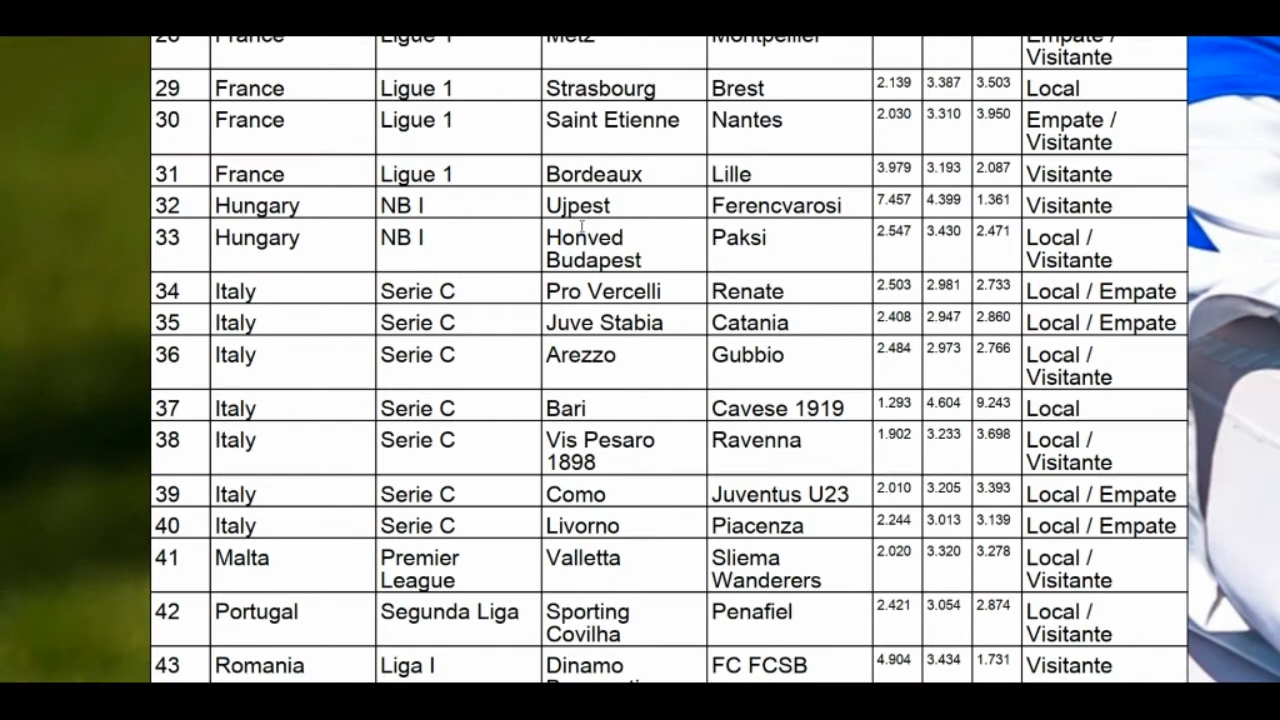 28 France Ligue 1 Metz Montpellier Empate /
Visitante
29 France Ligue 1 Strasbourg Brest 2.139 3.387 3.503 Local
30 France Ligue 1 Saint Etienne Nantes 2.030 3.310 3.950 Empate /
Visitante
31 France Ligue 1 Bordeaux Lille 3.979 3.193 2.087 Visitante
32 Hungary NB I Ujpest Ferencvarosi 7.457 4.399 1.361 Visitante
33 Hungary NB I Honved Paksi 2.547 3.430 2.471 Local /
Budapest Visitante
34 Italy Serie C Pro Vercelli Renate 2.503 2.981 2.733 Local / Empate
35 Italy Serie C Juve Stabia Catania 2.408 2.947 2.860 Local / Empate
36 Italy Serie C Arezzo Gubbio 2.484 2.973 2.766 Local /
Visitante
37 Italy Serie C Bari Cavese 1919 1.293 4.604 9.243 Local
38 Italy Serie C Vis Pesaro Ravenna 1.902 3.233 3.698 Local /
1898 Visitante
39 Italy Serie C Como Juventus U23 2.010 3.205 3.393 Local / Empate
40 Italy Serie C Livorno Piacenza 2.244 3.013 3.139 Local / Empate
41 Malta Premier Valletta Sliema 2.020 3.320 3.278 Local /
League Wanderers Visitante
42 Portugal Segunda Liga Sporting Penafiel 2.421 3.054 2.874 Local /
Covilha Visitante
43 Romania Liga I Dinamo FC FCSB 4.904 3.434 1.731 Visitante